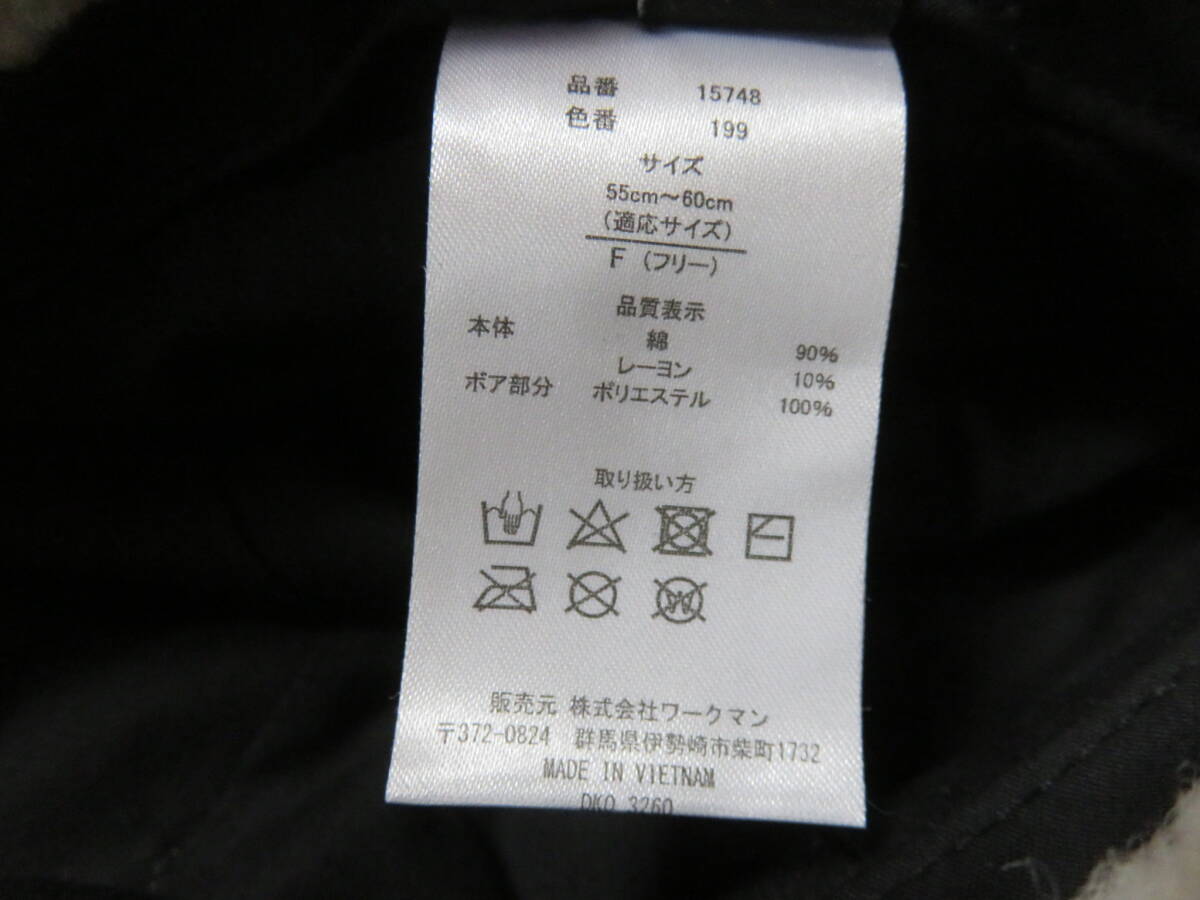 品番 15748
色番 199
サイズ
55cm～60cm
(適応サイズ)
F (フリー)
品質表示
本体 綿 90%
レーヨン 10%
ボア部分 ポリエステル 100%
取り扱い方
販売元 株式会社ワークマン
〒372-0824 群馬県伊勢崎市柴町1732
MADE IN VIETNAM
DKO 3260